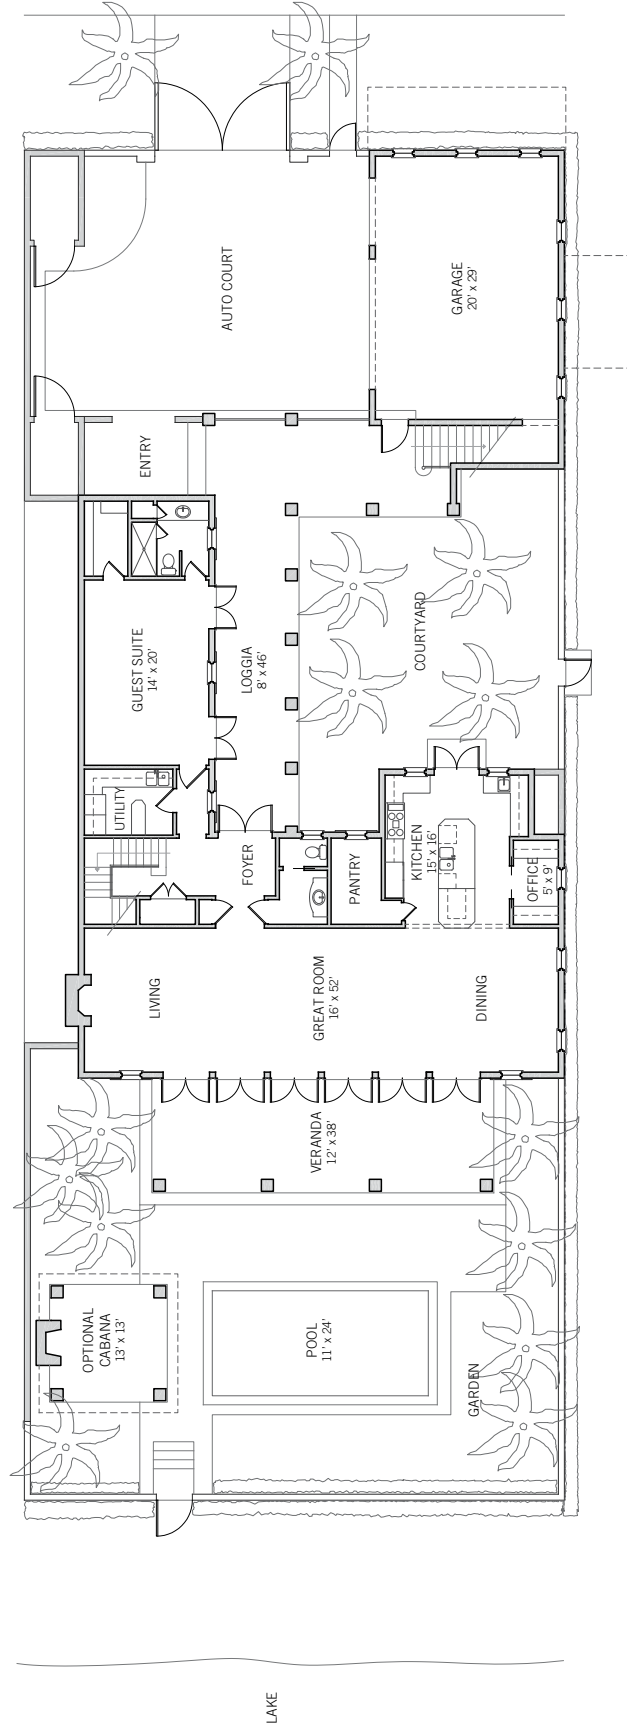 AUTO COURT
GARAGE
20' x 29'
ENTRY
COURTYARD
GUEST SUITE
14' x 20'
LOGGIA
8' x 46'
UTILITY
FOYER
PANTRY
KITCHEN
15' x 16'
OFFICE
5' x 9'
LIVING
GREAT ROOM
16' x 52'
DINING
VERANDA
12' x 38'
OPTIONAL
CABANA
13' x 13'
POOL
11' x 24'
GARDEN
LAKE